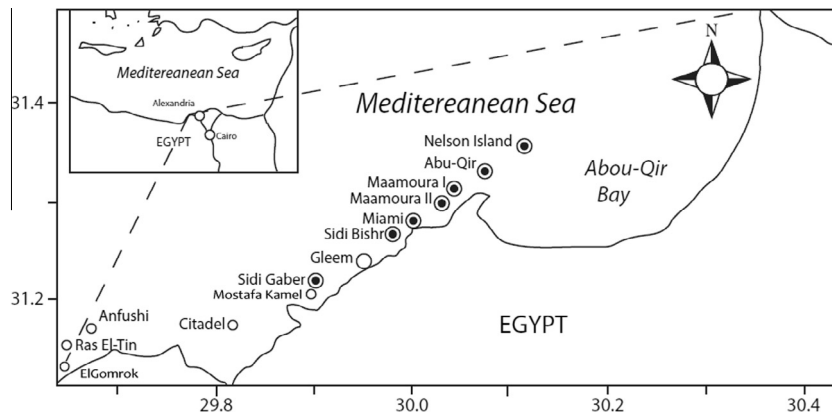 Mediterean Sea
Alexandria
EGYPT
Cairo
N
31.4
Mediterean Sea
Nelson Island
Abu-Qir
Abou-Qir
Bay
Maamoura I
Maamoura II
Miami
Sidi Bishr
Gleem
Sidi Gaber
Mostafa Kamel
31.2
Anfushi
Citadel
EGYPT
Ras El-Tin
ElGomrok
29.8
30.0
30.2
30.4